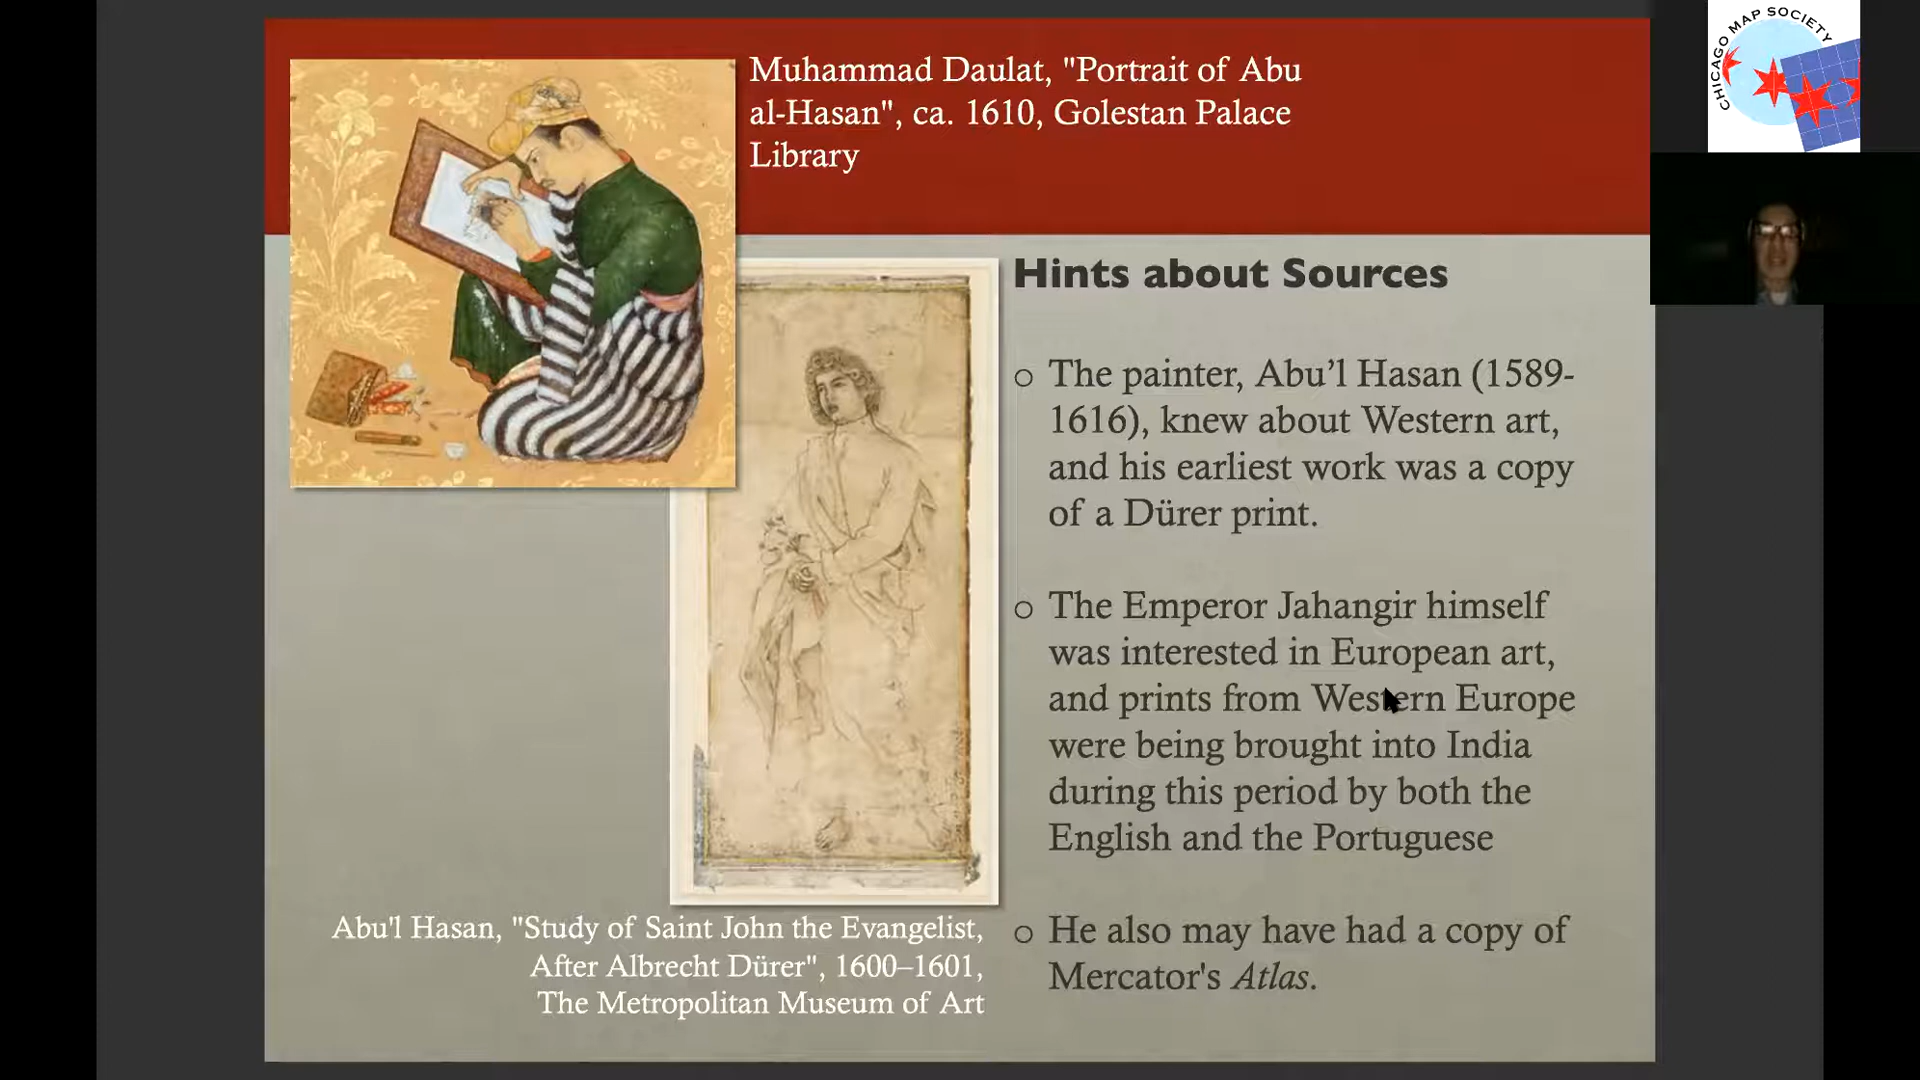 Muhammad Daulat, "Portrait of Abu
al-Hasan", ca. 1610, Golestan Palace
Library
CHICAGO MAP SOCIETY
Hints about Sources
○ The painter, Abu’l Hasan (1589-
1616), knew about Western art,
and his earliest work was a copy
of a Dürer print.
○ The Emperor Jahangir himself
was interested in European art,
and prints from Western Europe
were being brought into India
during this period by both the
English and the Portuguese
○ He also may have had a copy of
Mercator's Atlas.
Abu'l Hasan, "Study of Saint John the Evangelist,
After Albrecht Dürer", 1600–1601,
The Metropolitan Museum of Art